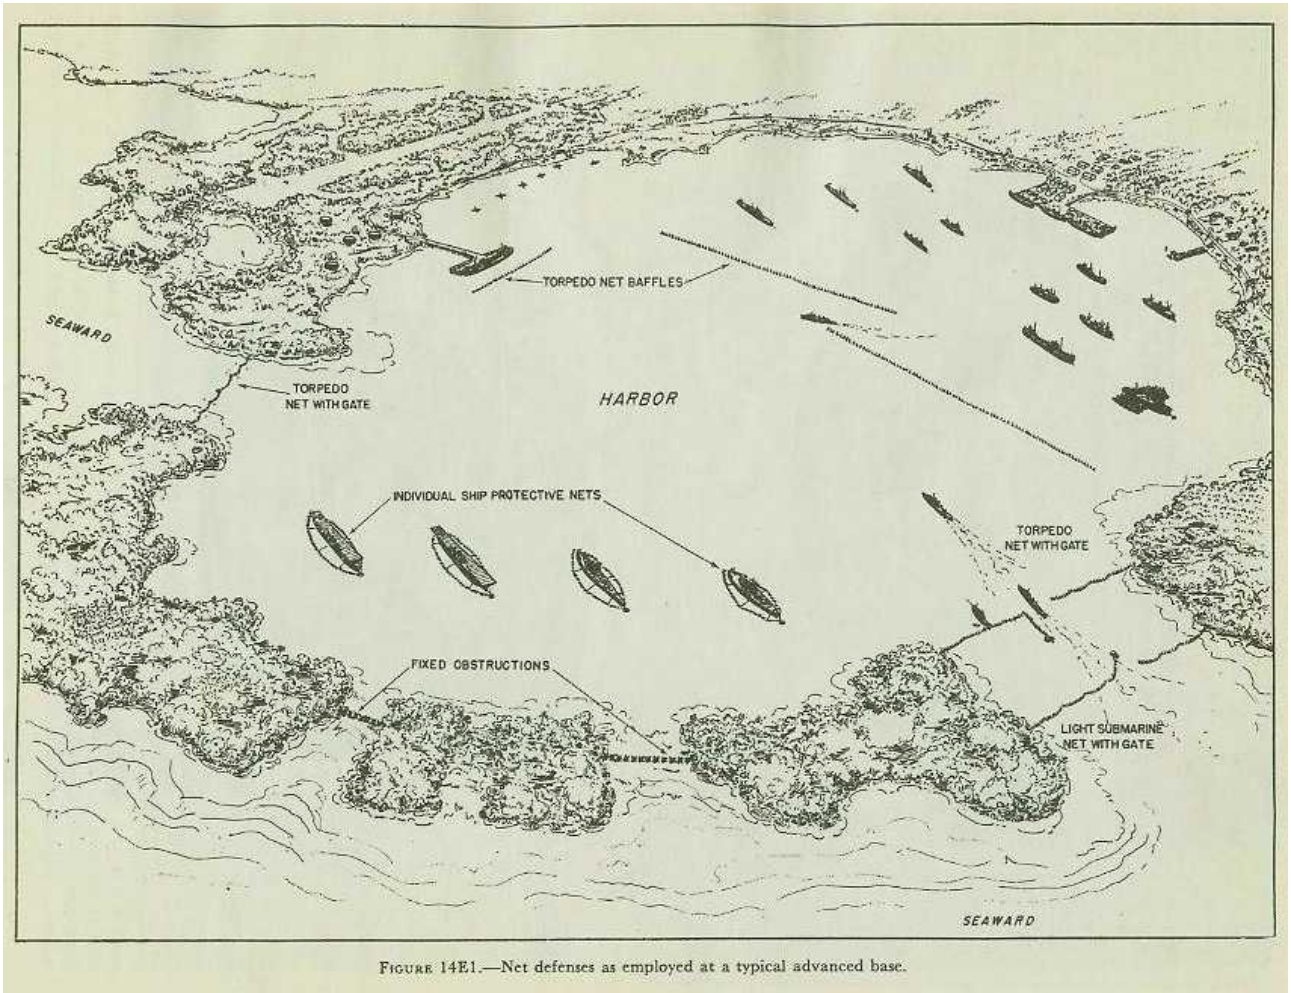 TORPEDO NET BAFFLES
SEAWARD
TORPEDO
NET WITH GATE
HARBOR
INDIVIDUAL SHIP PROTECTIVE NETS
TORPEDO
NET WITH GATE
FIXED OBSTRUCTIONS
LIGHT SUBMARINE
NET WITH GATE
SEAWARD
FIGURE 14E1.—Net defenses as employed at a typical advanced base.